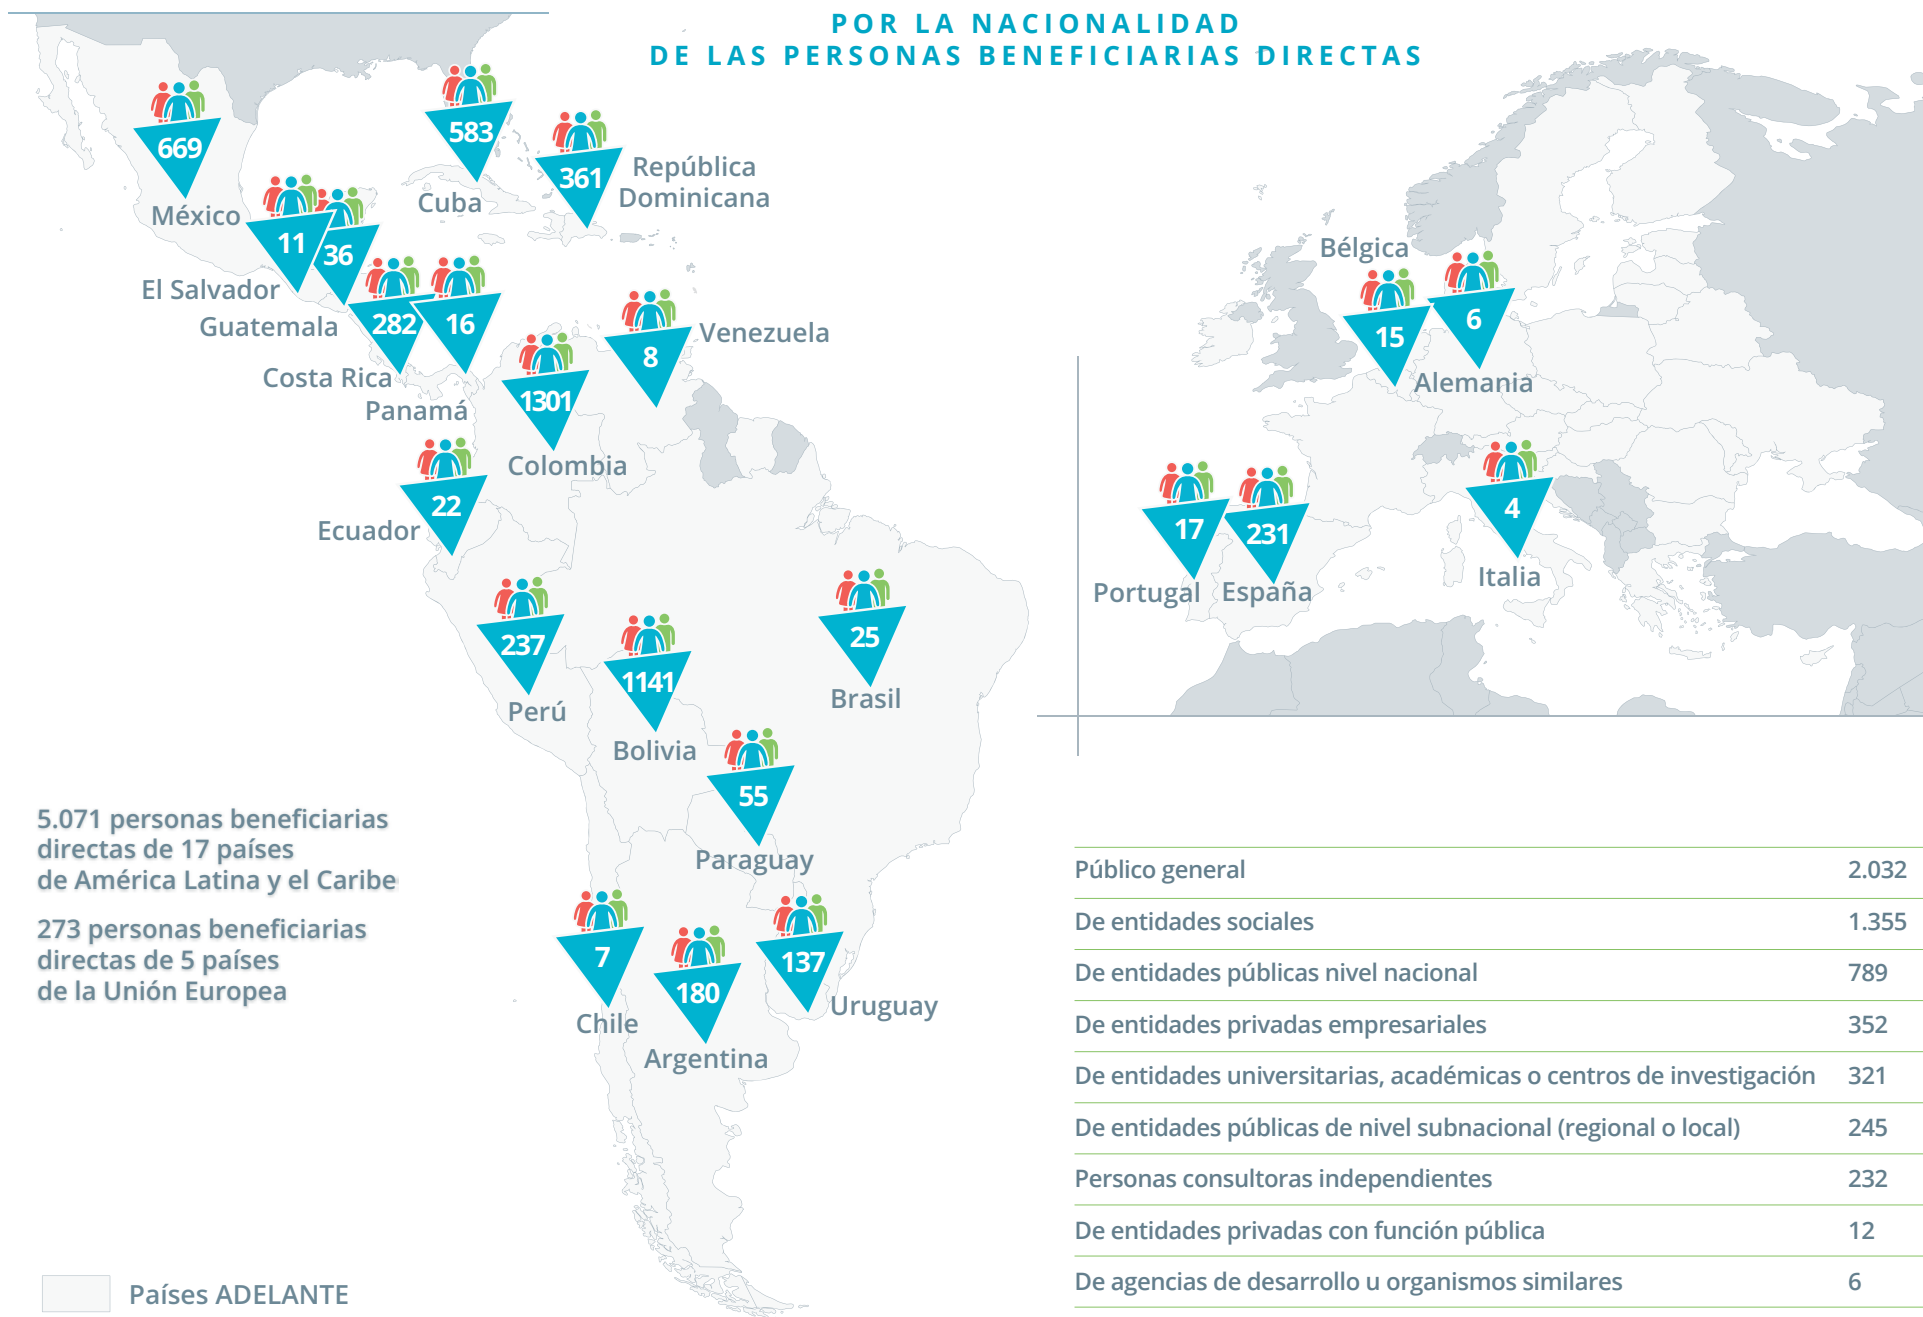 POR LA NACIONALIDAD
DE LAS PERSONAS BENEFICIARIAS DIRECTAS
669
México
583
Cuba
361
República
Dominicana
11
36
El Salvador
Guatemala
282
16
Costa Rica
Panamá
1301
Colombia
8
Venezuela
22
Ecuador
237
Perú
1141
Bolivia
25
Brasil
55
Paraguay
7
Chile
180
Argentina
137
Uruguay
Bélgica
15
6
Alemania
17
Portugal
231
España
4
Italia
5.071 personas beneficiarias
directas de 17 países
de América Latina y el Caribe
273 personas beneficiarias
directas de 5 países
de la Unión Europea
Países ADELANTE
Público general 2.032
De entidades sociales 1.355
De entidades públicas nivel nacional 789
De entidades privadas empresariales 352
De entidades universitarias, académicas o centros de investigación 321
De entidades públicas de nivel subnacional (regional o local) 245
Personas consultoras independientes 232
De entidades privadas con función pública 12
De agencias de desarrollo u organismos similares 6